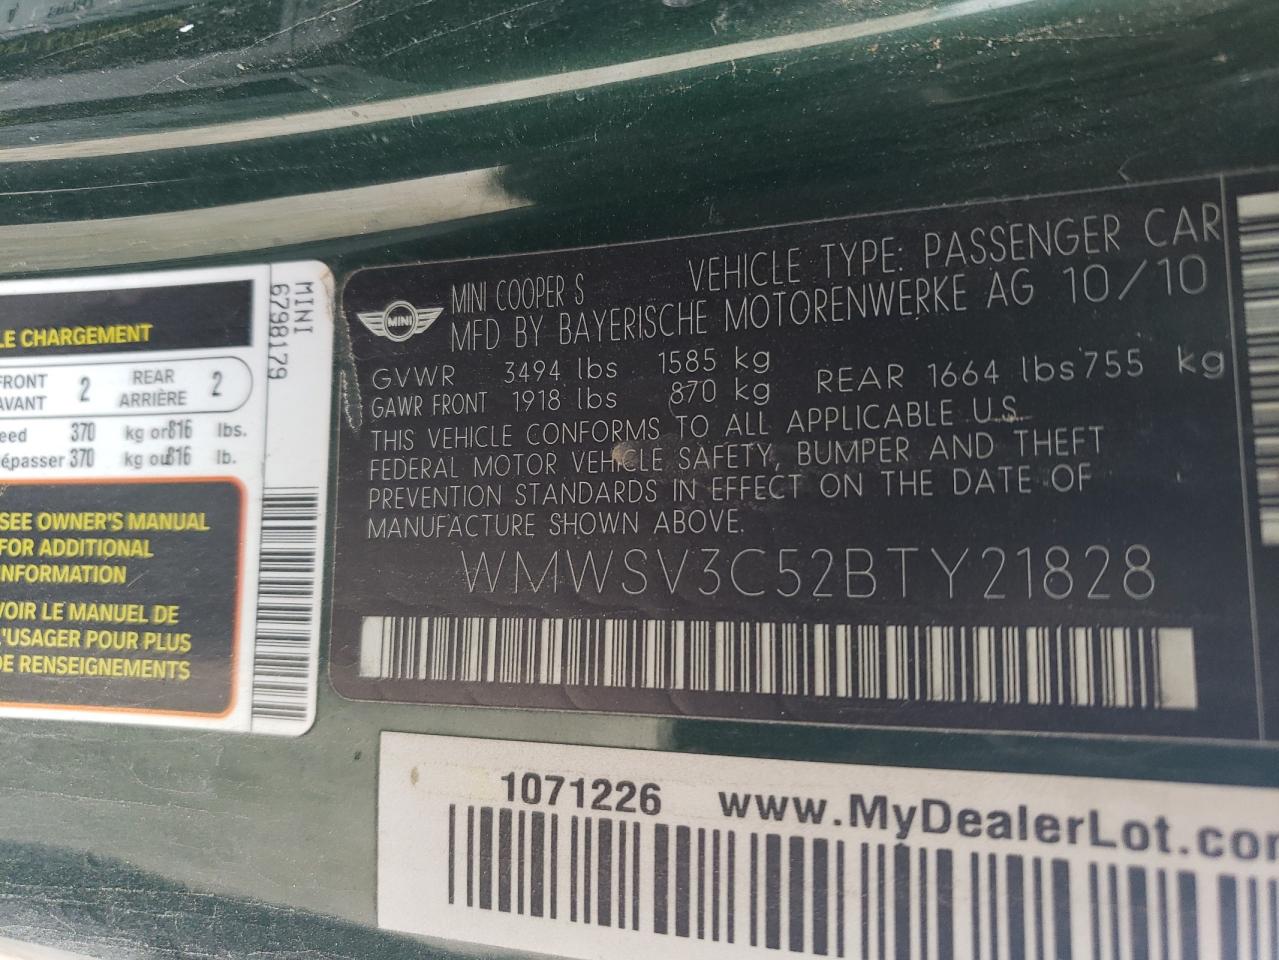 LE CHARGEMENT
FRONT
AVANT 2 REAR
ARRIÈRE 2
eed 370 kg or 816 lbs.
dépasser 370 kg ou 816 lb.
SEE OWNER'S MANUAL
FOR ADDITIONAL
INFORMATION
VOIR LE MANUEL DE
L'USAGER POUR PLUS
DE RENSEIGNEMENTS
MINI
6798179
MINI
MINI COOPER S VEHICLE TYPE: PASSENGER CAR
MFD BY BAYERISCHE MOTORENWERKE AG 10/10
GVWR 3494 lbs 1585 kg
GAWR FRONT 1918 lbs 870 kg REAR 1664 lbs 755 kg
THIS VEHICLE CONFORMS TO ALL APPLICABLE U.S.
FEDERAL MOTOR VEHICLE SAFETY, BUMPER AND THEFT
PREVENTION STANDARDS IN EFFECT ON THE DATE OF
MANUFACTURE SHOWN ABOVE.
WMWSV3C52BTY21828
1071226 www.MyDealerLot.com